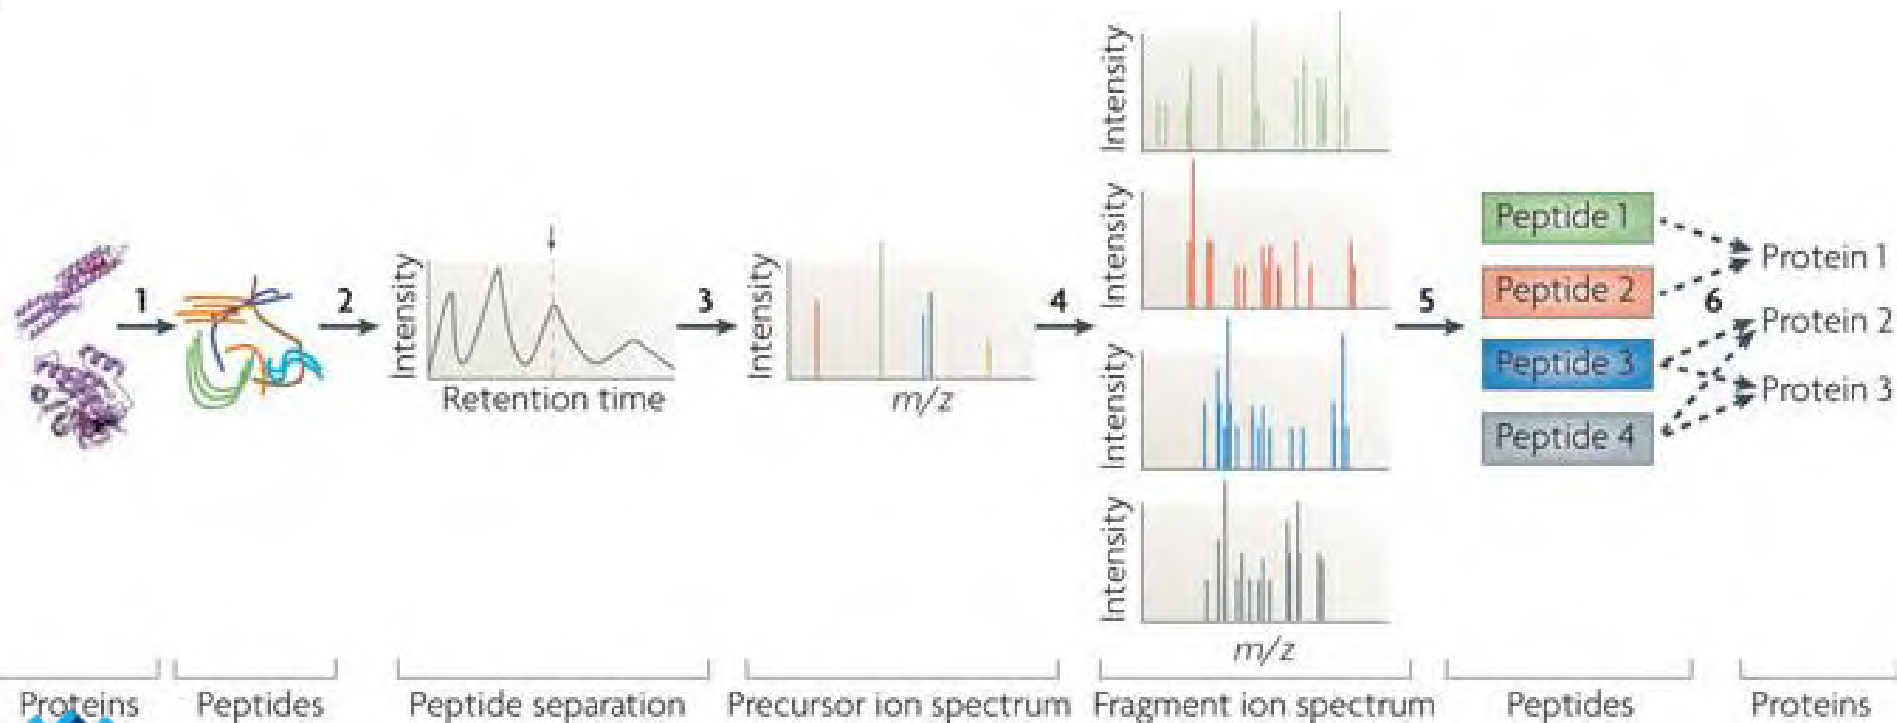 1
2
Intensity
Retention time
3
Intensity
m/z
4
Intensity
Intensity
Intensity
Intensity
m/z
5
Peptide 1
Peptide 2
Peptide 3
Peptide 4
6
Protein 1
Protein 2
Protein 3
Proteins
Peptides
Peptide separation
Precursor ion spectrum
Fragment ion spectrum
Peptides
Proteins